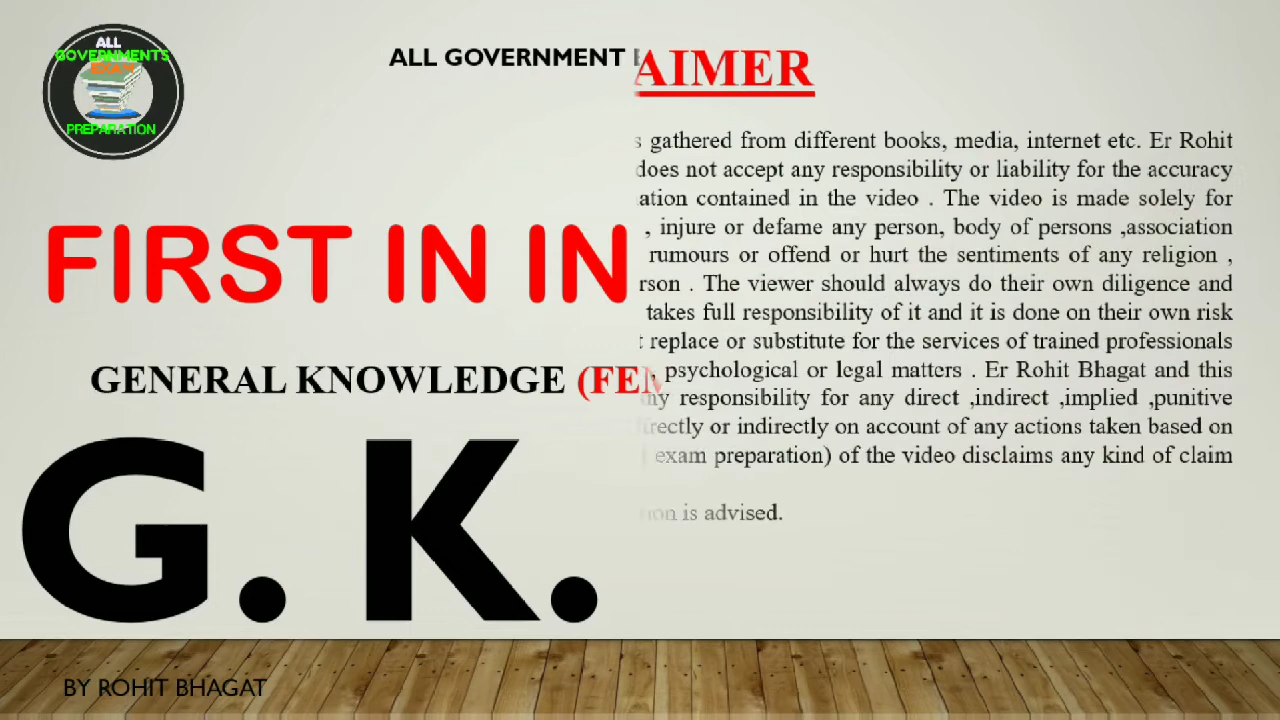 ALL
GOVERNMENTS
EXAM
PREPARATION
ALL GOVERNMENT
AIMER
gathered from different books, media, internet etc. Er Rohit
does not accept any responsibility or liability for the accuracy
ation contained in the video . The video is made solely for
, injure or defame any person, body of persons ,association
rumours or offend or hurt the sentiments of any religion ,
rson . The viewer should always do their own diligence and
takes full responsibility of it and it is done on their own risk
replace or substitute for the services of trained professionals
, psychological or legal matters . Er Rohit Bhagat and this
ny responsibility for any direct ,indirect ,implied ,punitive
irectly or indirectly on account of any actions taken based on
exam preparation) of the video disclaims any kind of claim
ion is advised.
FIRST IN IN
GENERAL KNOWLEDGE (FEM
G. K.
BY ROHIT BHAGAT